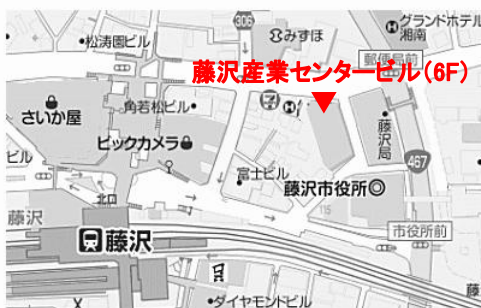 306
みずほ
グランドホテル
湘南
松涛園ビル
郵便局前
藤沢産業センタービル(6F)
さいか屋
角若松ビル
ビックカメラ
藤沢局
467
ビル
富士ビル
藤沢市役所
北口
115
藤沢
藤沢
市役所前
ダイヤモンドビル
藤